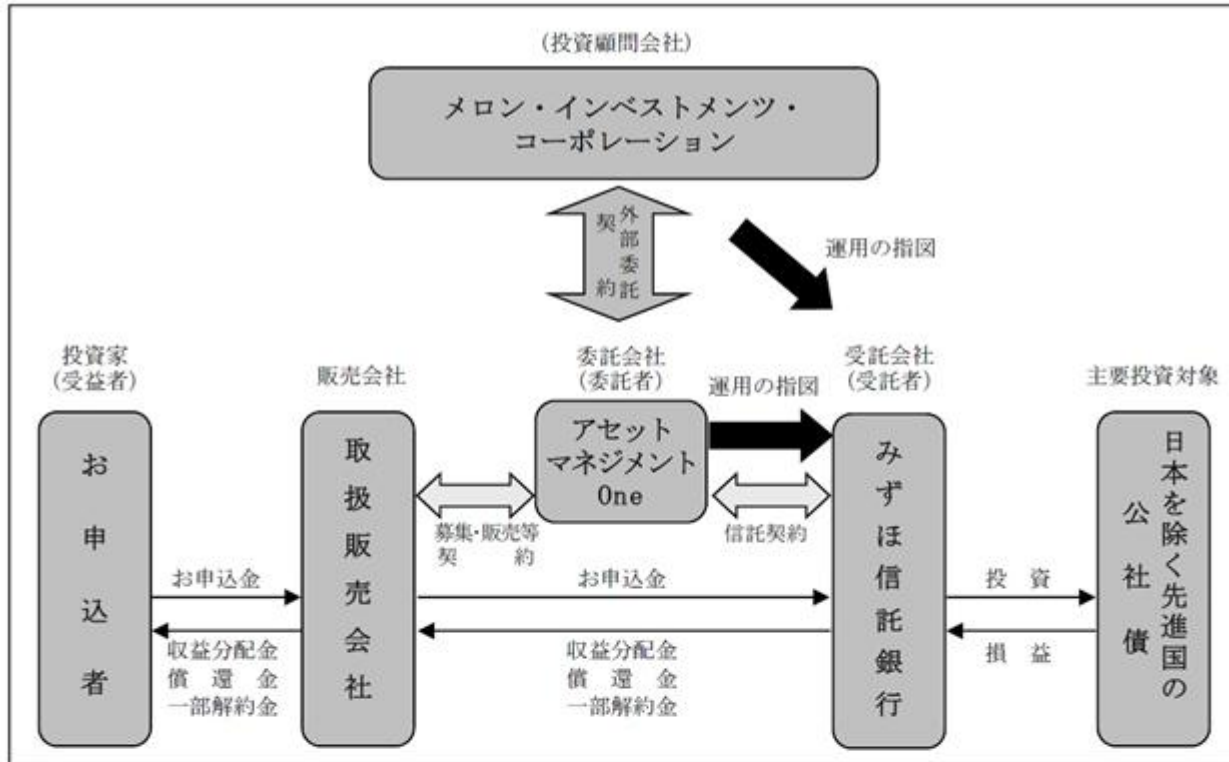 (投資顧問会社)
メロン・インベストメンツ・
コーポレーション
外部委託
契約
運用の指図
投資家
(受益者)
販売会社
委託会社
(委託者)
運用の指図
受託会社
(受託者)
主要投資対象
お申込者
取扱販売会社
アセット
マネジメント
One
みずほ信託銀行
日本を除く先進国の
公社債
募集・販売等
契約
信託契約
お申込金
お申込金
投資
収益分配金
償還金
一部解約金
収益分配金
償還金
一部解約金
損益